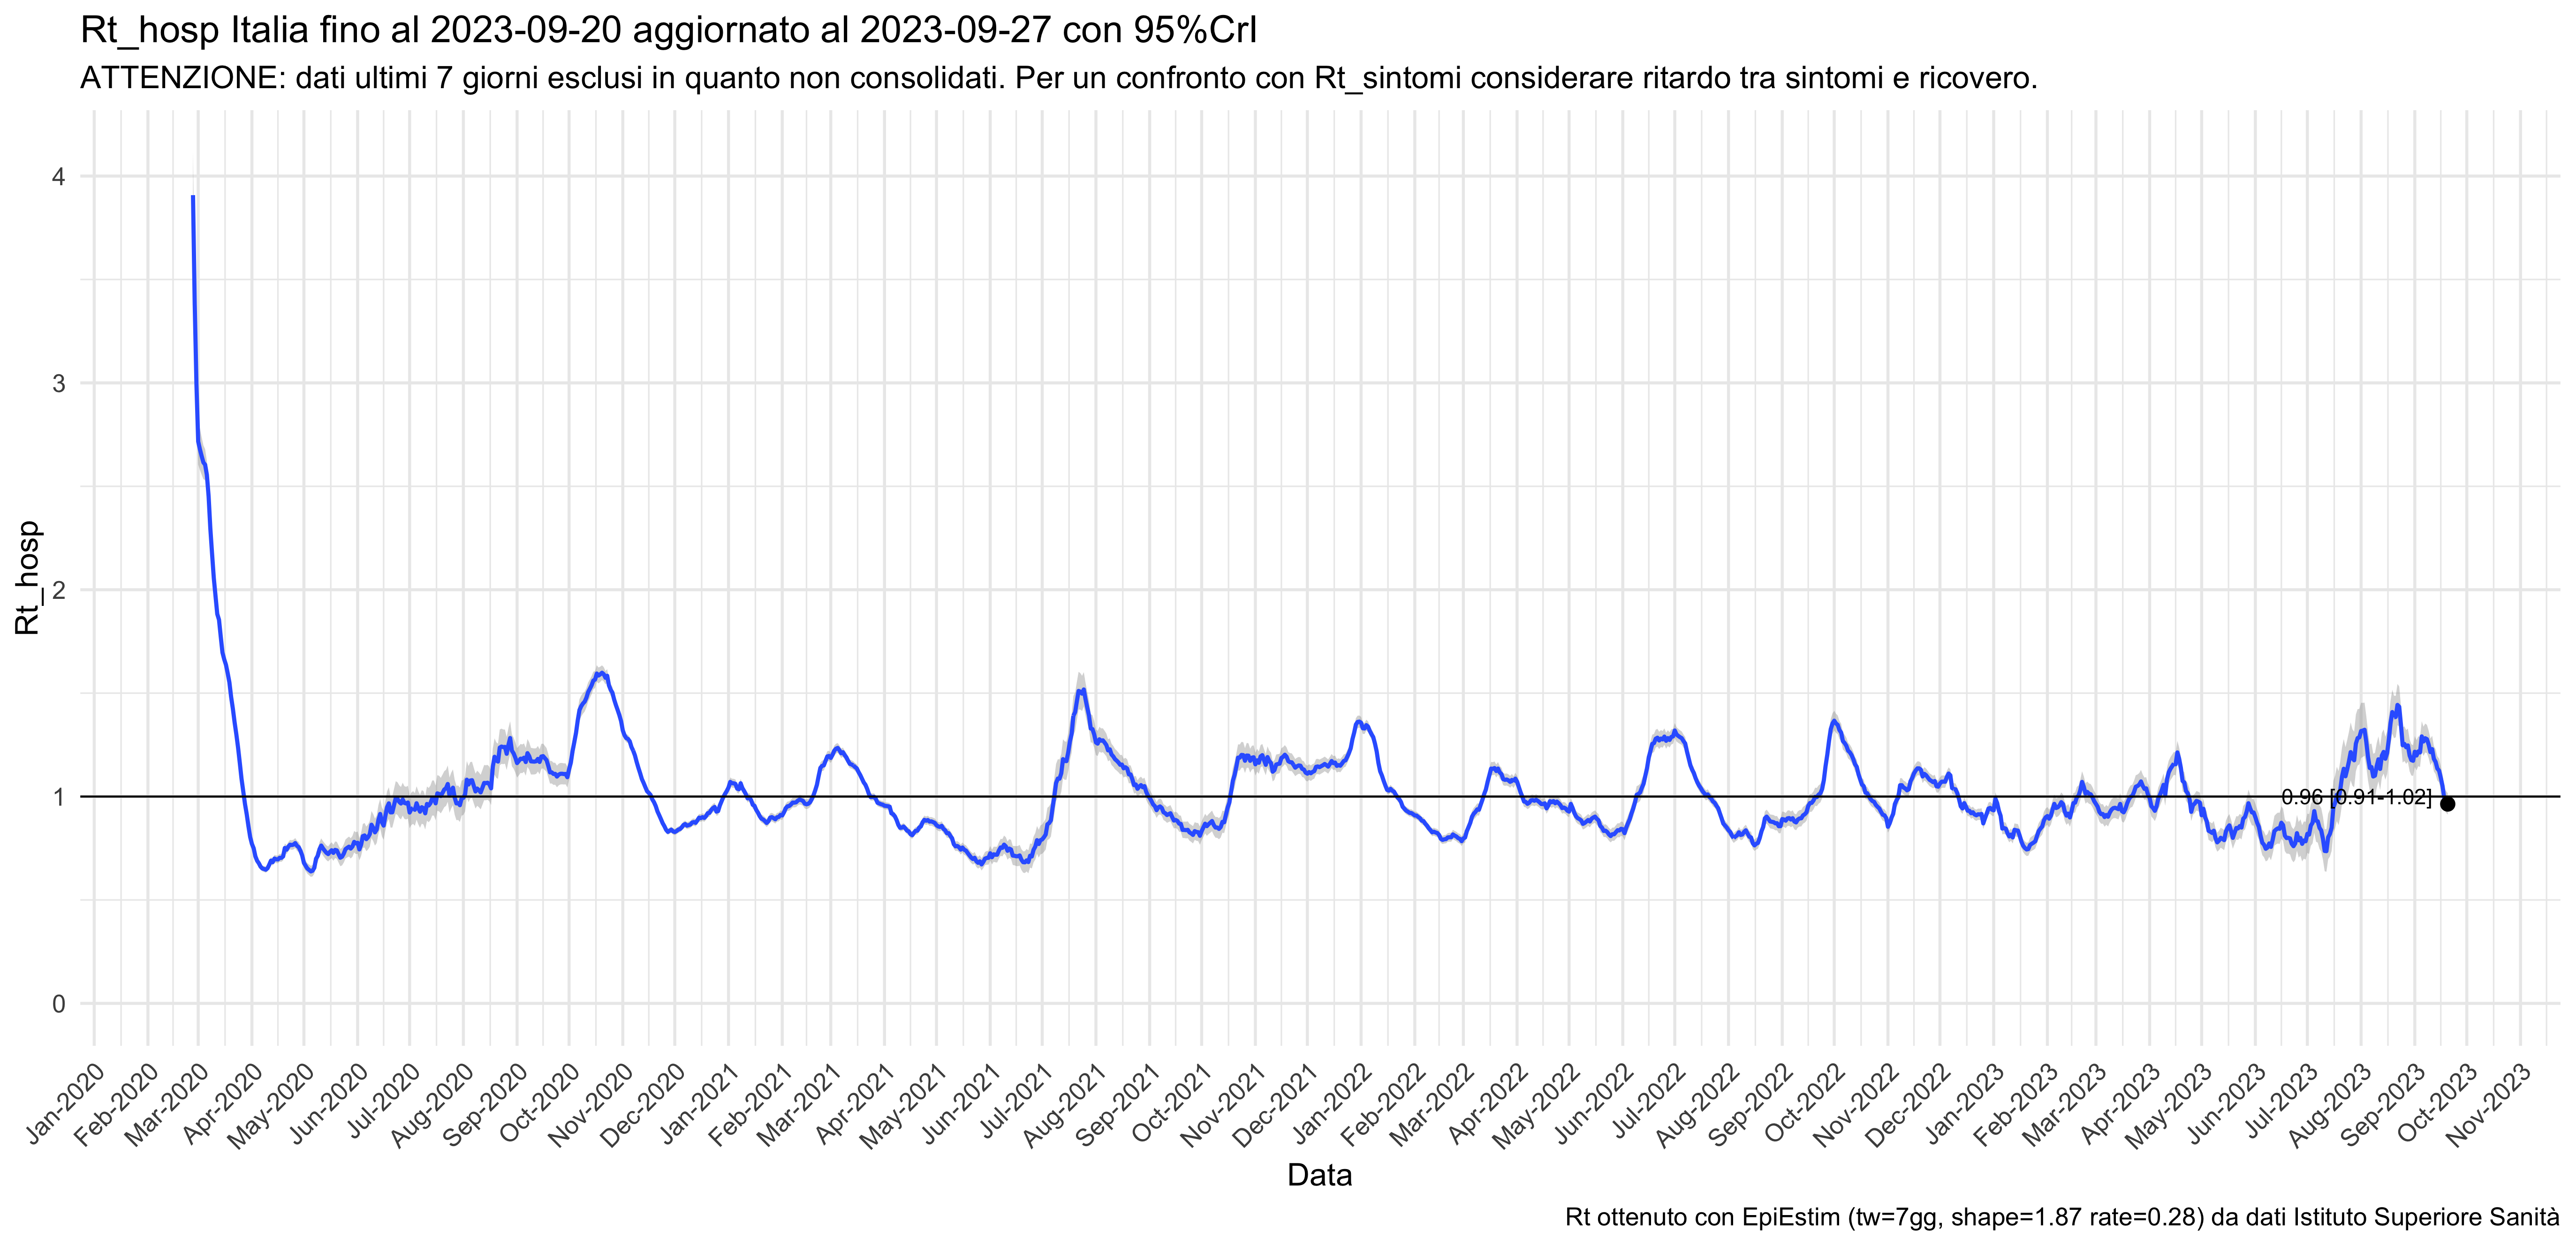 Rt_hosp Italia fino al 2023-09-20 aggiornato al 2023-09-27 con 95%CrI
ATTENZIONE: dati ultimi 7 giorni esclusi in quanto non consolidati. Per un confronto con Rt_sintomi considerare ritardo tra sintomi e ricovero.
4
3
2
1
0
Rt_hosp
0.96 [0.91-1.02]
Jan-2020
Feb-2020
Mar-2020
Apr-2020
May-2020
Jun-2020
Jul-2020
Aug-2020
Sep-2020
Oct-2020
Nov-2020
Dec-2020
Jan-2021
Feb-2021
Mar-2021
Apr-2021
May-2021
Jun-2021
Jul-2021
Aug-2021
Sep-2021
Oct-2021
Nov-2021
Dec-2021
Jan-2022
Feb-2022
Mar-2022
Apr-2022
May-2022
Jun-2022
Jul-2022
Aug-2022
Sep-2022
Oct-2022
Nov-2022
Dec-2022
Jan-2023
Feb-2023
Mar-2023
Apr-2023
May-2023
Jun-2023
Jul-2023
Aug-2023
Sep-2023
Oct-2023
Nov-2023
Data
Rt ottenuto con EpiEstim (tw=7gg, shape=1.87 rate=0.28) da dati Istituto Superiore Sanità